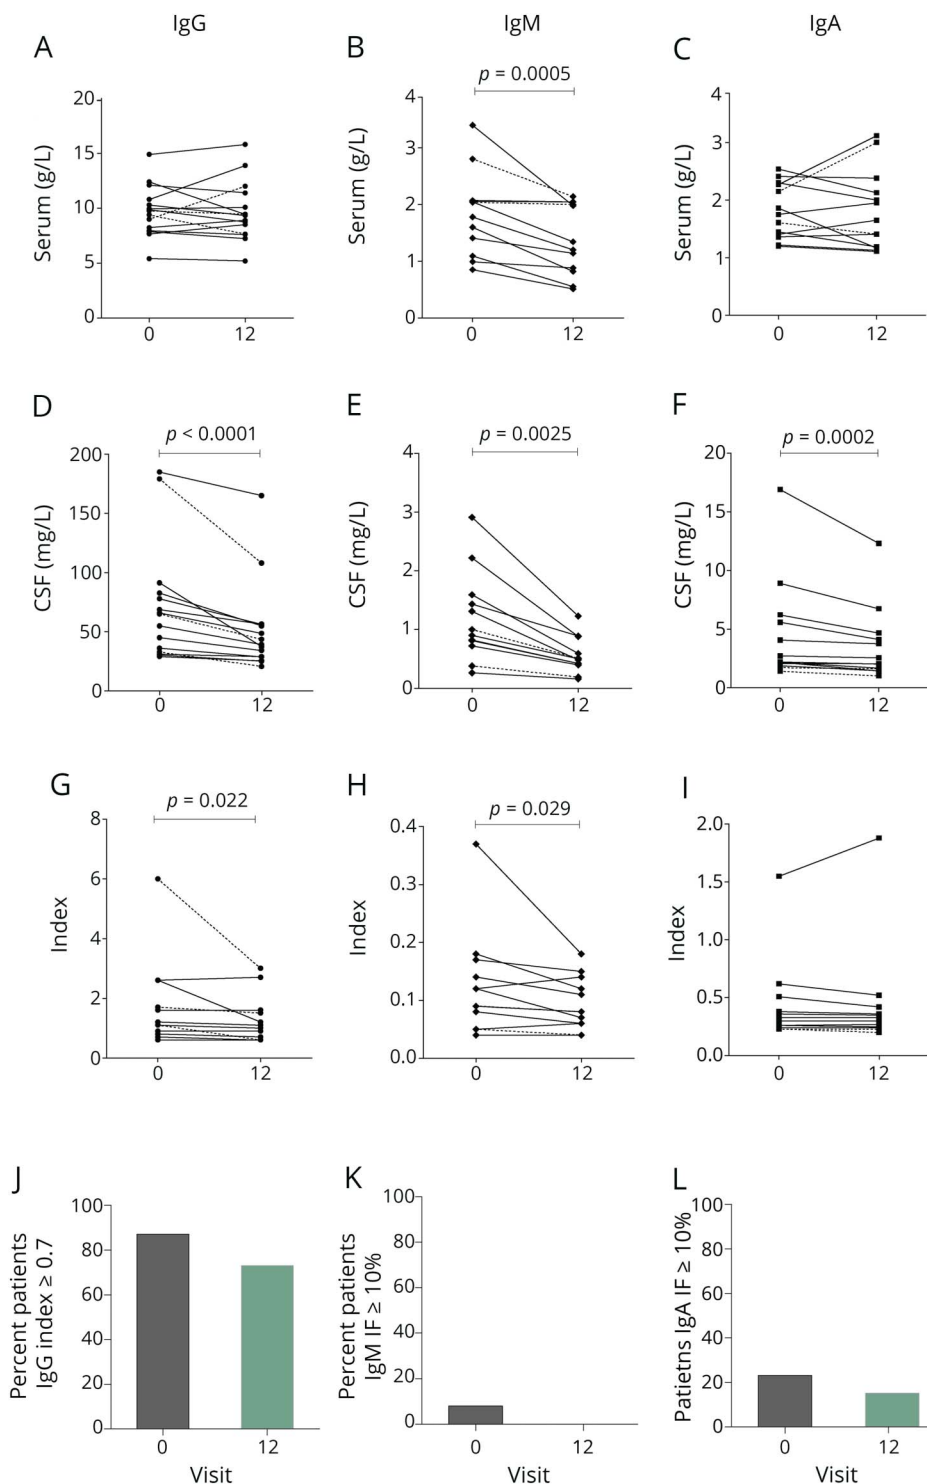 IgG
IgM
IgA
A
Serum (g/L)
20
15
10
5
0
0
12
B
p = 0.0005
Serum (g/L)
4
3
2
1
0
0
12
C
Serum (g/L)
4
3
2
1
0
0
12
D
p < 0.0001
CSF (mg/L)
200
150
100
50
0
0
12
E
p = 0.0025
CSF (mg/L)
4
3
2
1
0
0
12
F
p = 0.0002
CSF (mg/L)
20
15
10
5
0
0
12
G
p = 0.022
Index
8
6
4
2
0
0
12
H
p = 0.029
Index
0.4
0.3
0.2
0.1
0.0
0
12
I
Index
2.0
1.5
1.0
0.5
0.0
0
12
J
Percent patients
IgG index ≥ 0.7
100
80
60
40
20
0
0
12
Visit
K
Percent patients
IgM IF ≥ 10%
100
80
60
40
20
0
0
12
Visit
L
Patietns IgA IF ≥ 10%
100
80
60
40
20
0
0
12
Visit